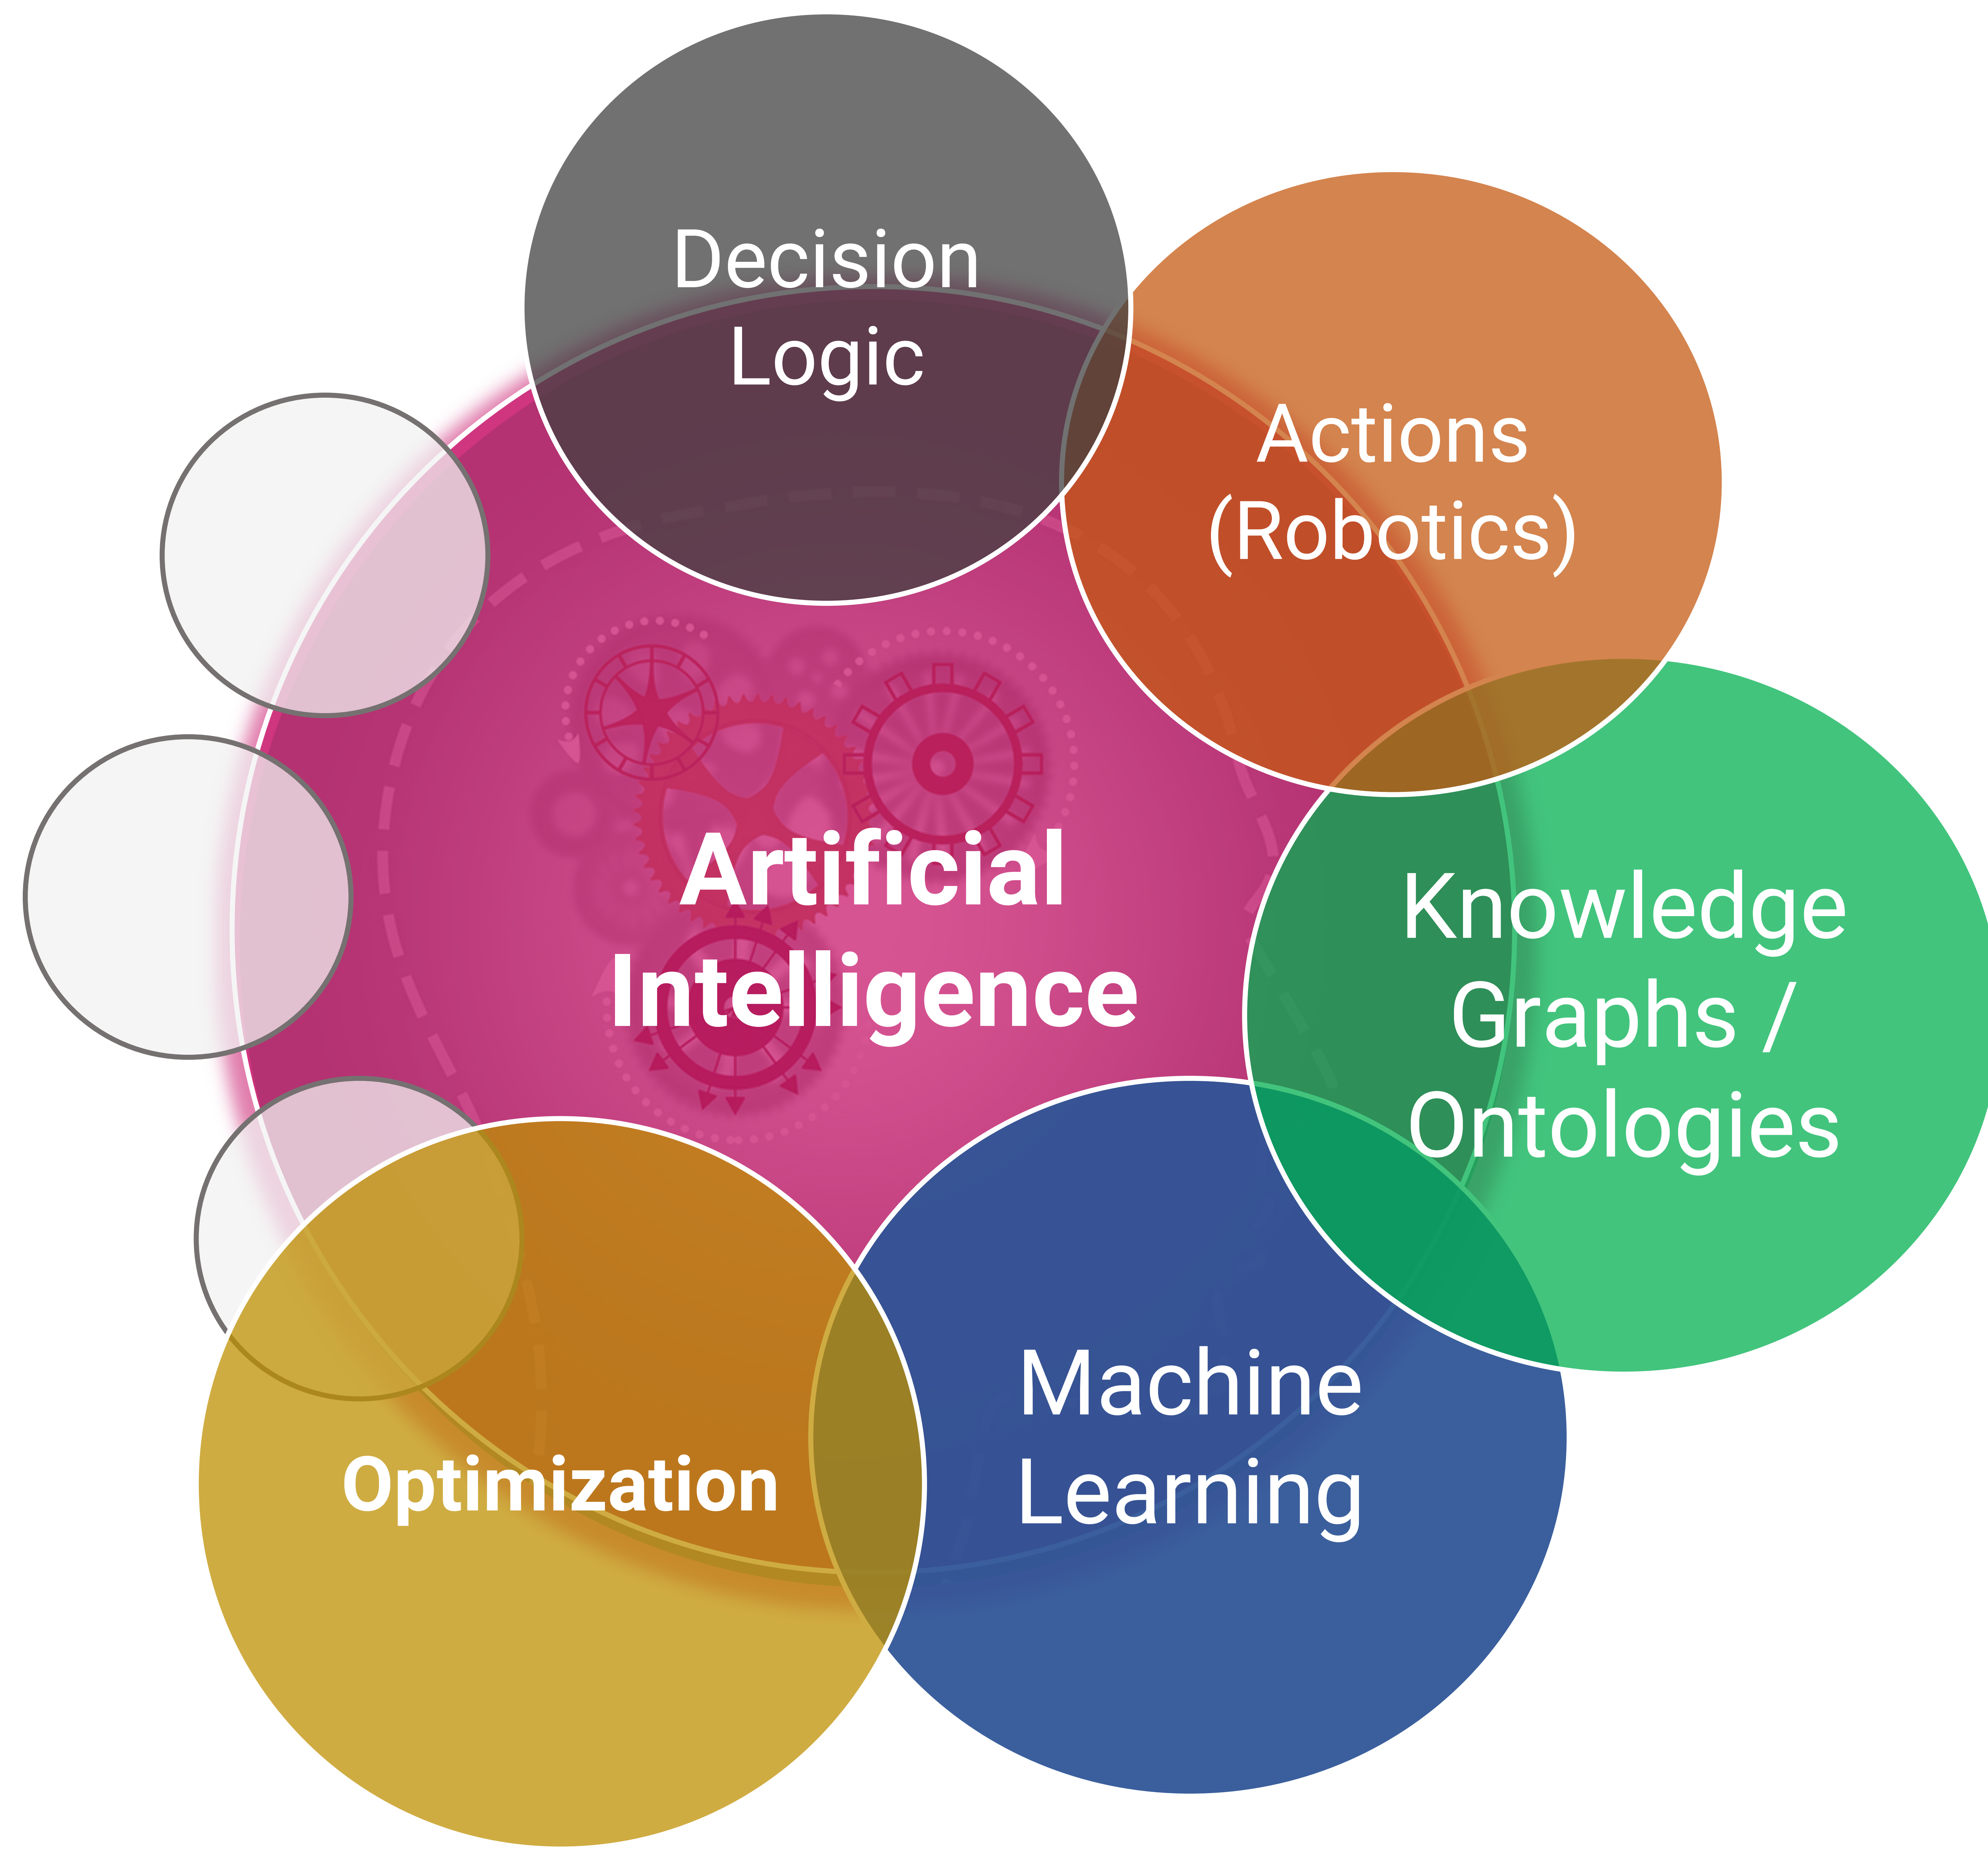 Decision
Logic
Actions
(Robotics)
Artificial
Intelligence
Knowledge
Graphs /
Ontologies
Machine
Learning
Optimization